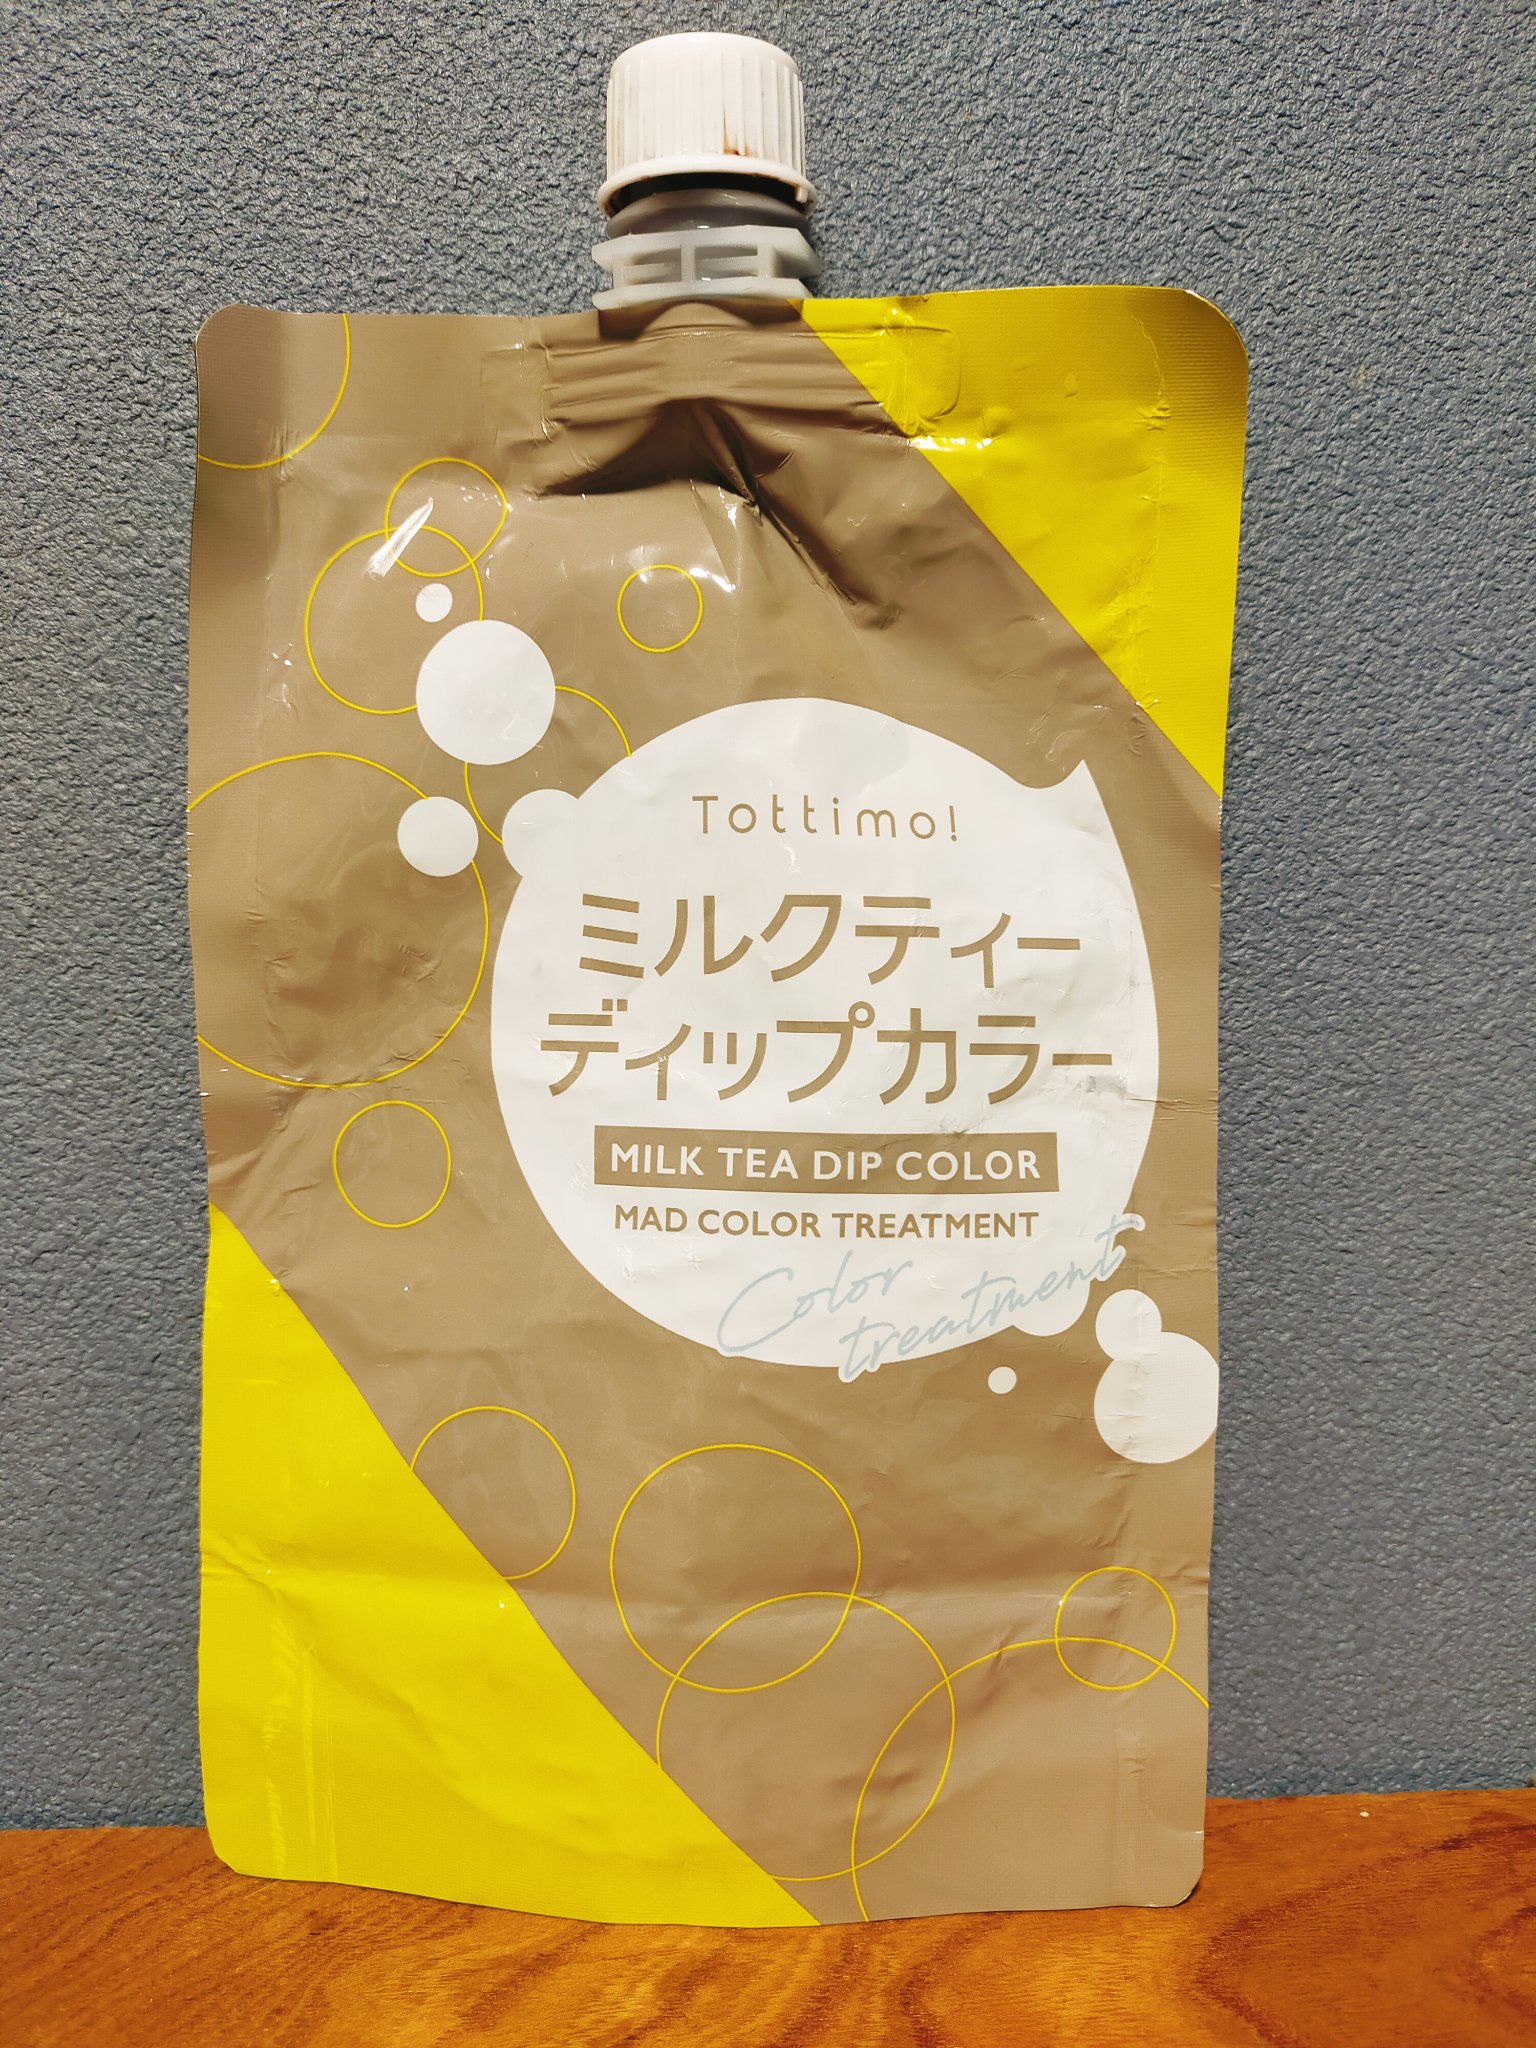 Tottimo!
ミルクティー
ディップカラー
MILK TEA DIP COLOR
MAD COLOR TREATMENT
Color
treatment